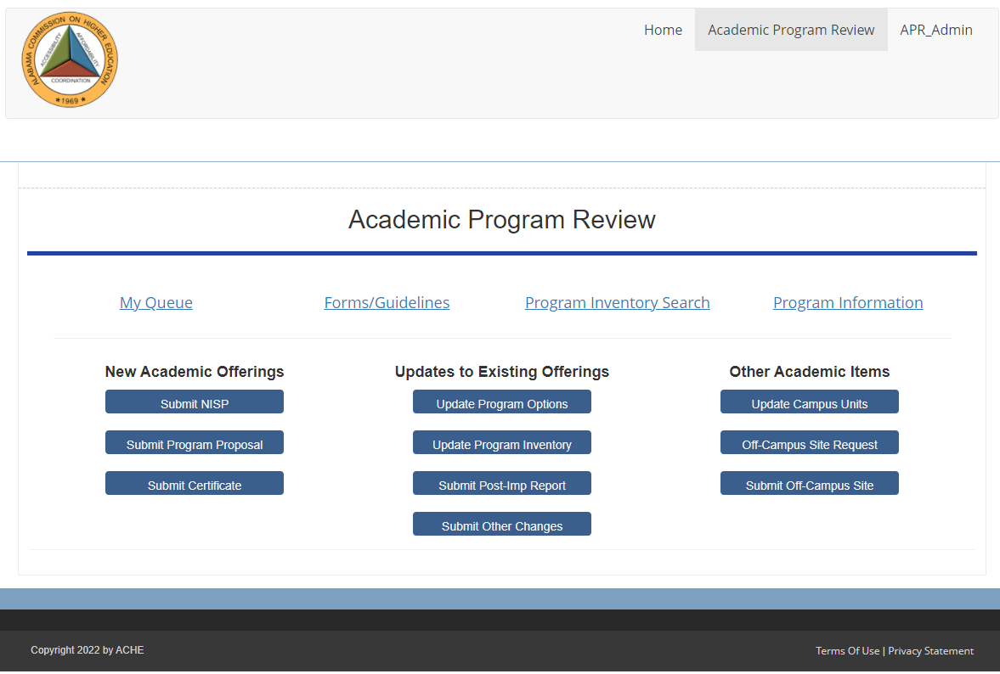 ALABAMA COMMISSION ON HIGHER EDUCATION
ACCESSIBILITY
AFFORDABILITY
COORDINATION
★1969★
Home Academic Program Review APR_Admin
Academic Program Review
My Queue Forms/Guidelines Program Inventory Search Program Information
New Academic Offerings Updates to Existing Offerings Other Academic Items
Submit NISP Update Program Options Update Campus Units
Submit Program Proposal Update Program Inventory Off-Campus Site Request
Submit Certificate Submit Post-Imp Report Submit Off-Campus Site
Submit Other Changes
Copyright 2022 by ACHE Terms Of Use | Privacy Statement